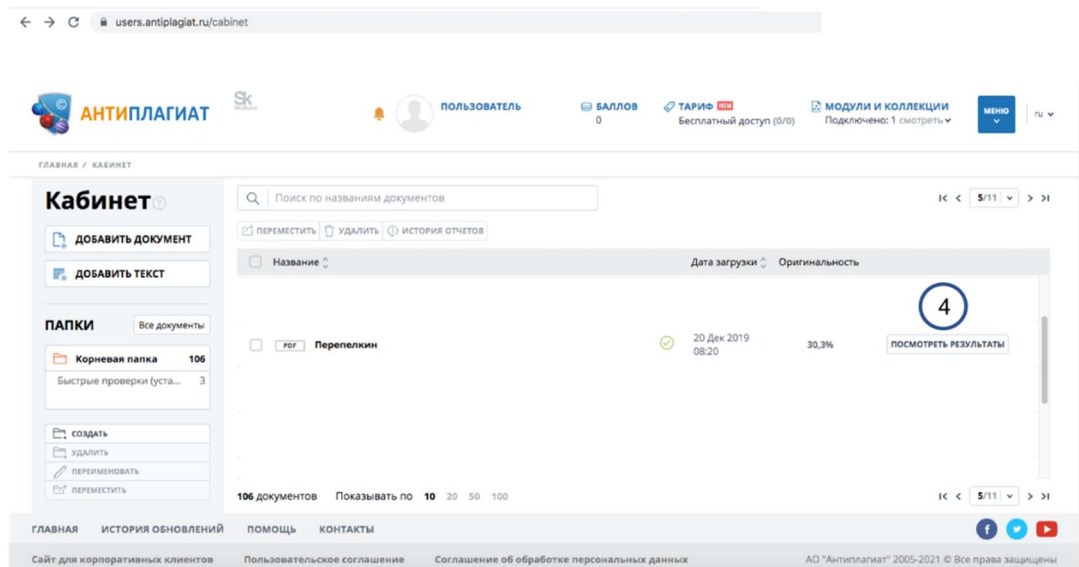 users.antiplagiat.ru/cabinet
АНТИПЛАГИАТ
Sk
ПОЛЬЗОВАТЕЛЬ
БАЛЛОВ
0
ТАРИФ NEW
Бесплатный доступ (0/0)
МОДУЛИ И КОЛЛЕКЦИИ
Подключено: 1 смотреть
МЕНЮ
ru
ГЛАВНАЯ / КАБИНЕТ
Кабинет
Поиск по названиям документов
5/11
ДОБАВИТЬ ДОКУМЕНТ
ДОБАВИТЬ ТЕКСТ
ПЕРЕМЕСТИТЬ УДАЛИТЬ ИСТОРИЯ ОТЧЕТОВ
Название Дата загрузки Оригинальность
4
ПАПКИ Все документы
Корневая папка 106
Быстрые проверки (уста... 3
PDF Перепелкин 20 Дек 2019 08:20 30,3% ПОСМОТРЕТЬ РЕЗУЛЬТАТЫ
СОЗДАТЬ
УДАЛИТЬ
ПЕРЕИМЕНОВАТЬ
ПЕРЕМЕСТИТЬ
106 документов Показывать по 10 20 50 100
5/11
ГЛАВНАЯ ИСТОРИЯ ОБНОВЛЕНИЙ ПОМОЩЬ КОНТАКТЫ
Сайт для корпоративных клиентов Пользовательское соглашение Соглашение об обработке персональных данных АО "Антиплагиат" 2005-2021 © Все права защищены